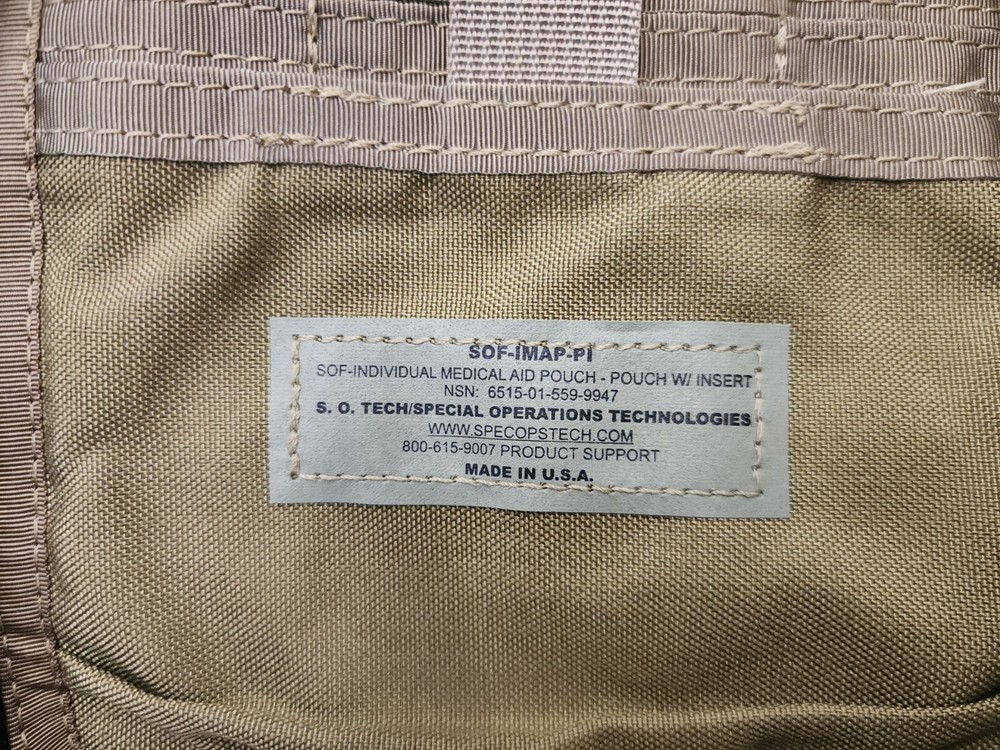 SOF-IMAP-PI
SOF-INDIVIDUAL MEDICAL AID POUCH - POUCH W/ INSERT
NSN: 6515-01-559-9947
S. O. TECH/SPECIAL OPERATIONS TECHNOLOGIES
WWW.SPECOPSTECH.COM
800-615-9007 PRODUCT SUPPORT
MADE IN U.S.A.